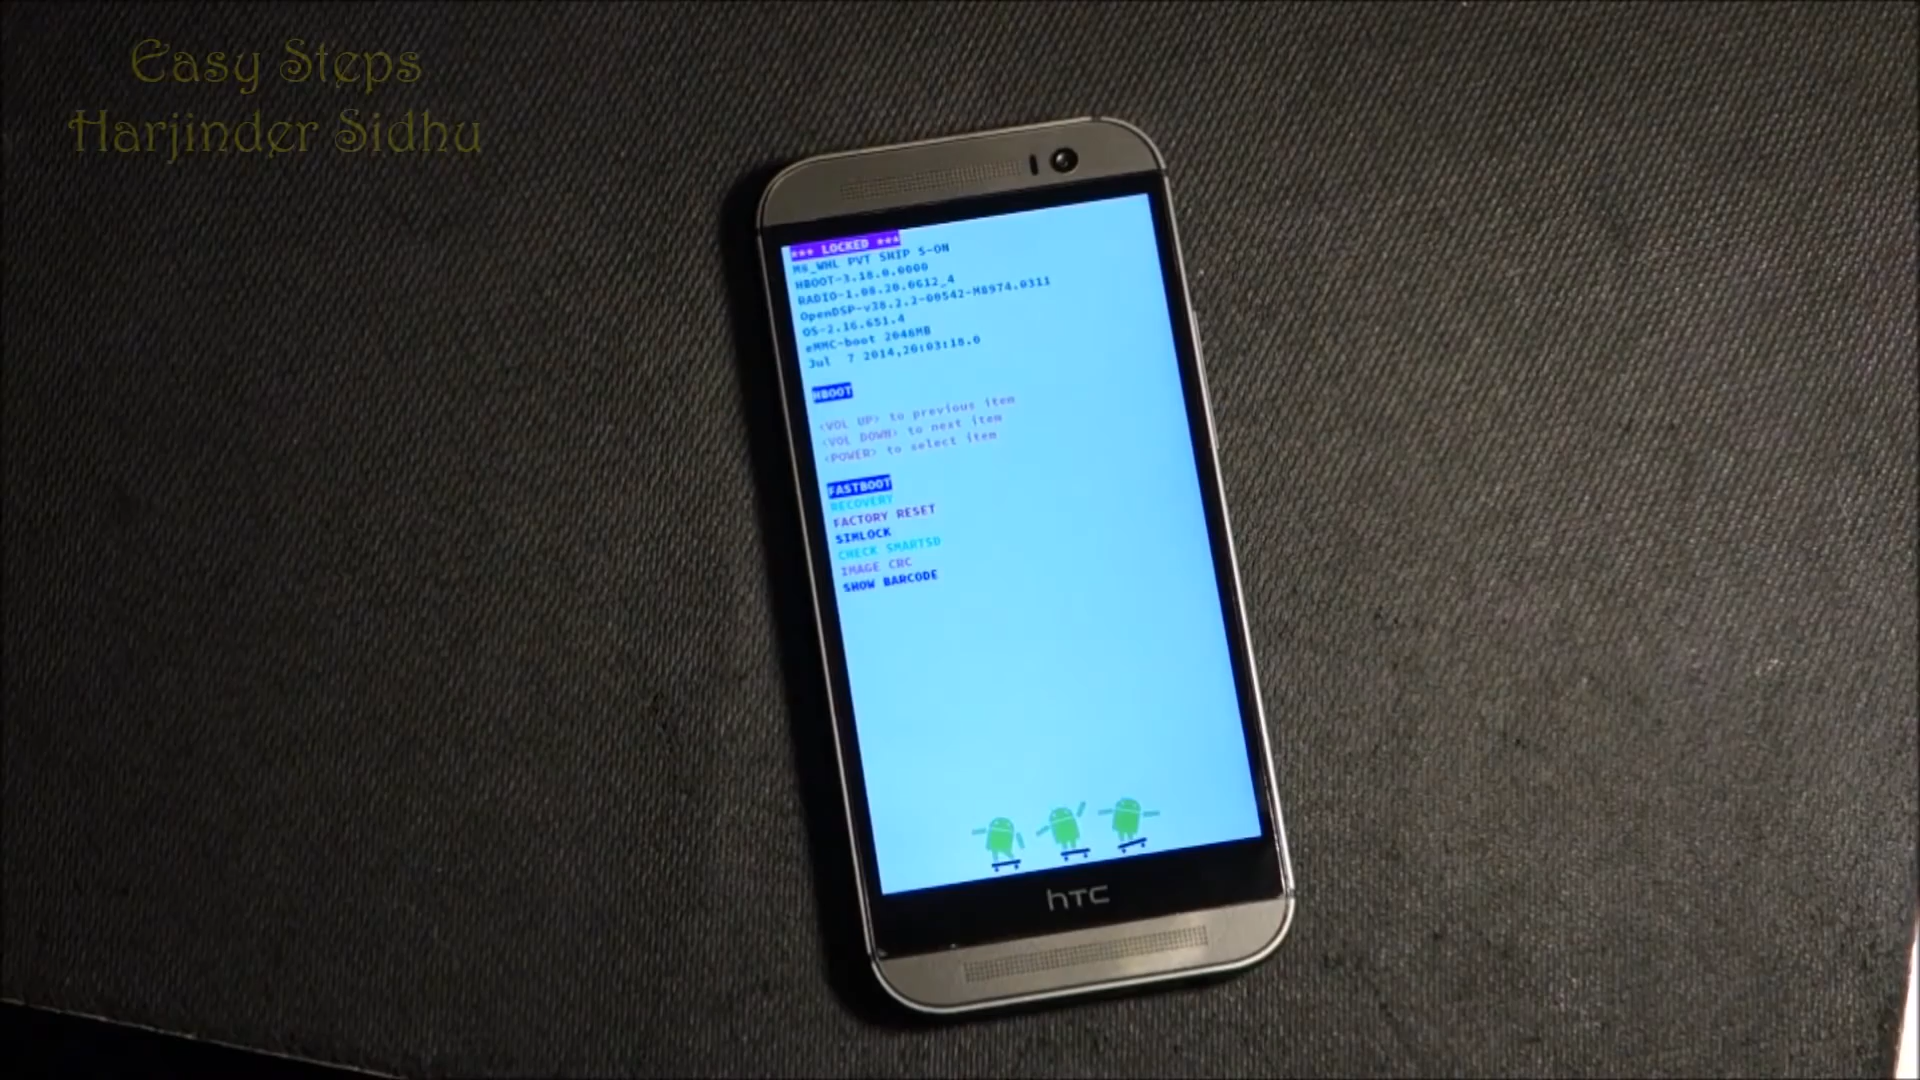 Easy Steps
Harjinder Sidhu
*** LOCKED ***
M8_WHL PVT SHIP S-ON
HBOOT-3.18.0.0000
RADIO-1.08.20.0612_4
OpenDSP-v38.2.2-00542-M8974.0311
OS-2.16.651.4
eMMC-boot 2048MB
Jul 7 2014,20:03:18.0
HBOOT
<VOL UP> to previous item
<VOL DOWN> to next item
<POWER> to select item
FASTBOOT
RECOVERY
FACTORY RESET
SIMLOCK
CHECK SMARTSD
IMAGE CRC
SHOW BARCODE
hTC